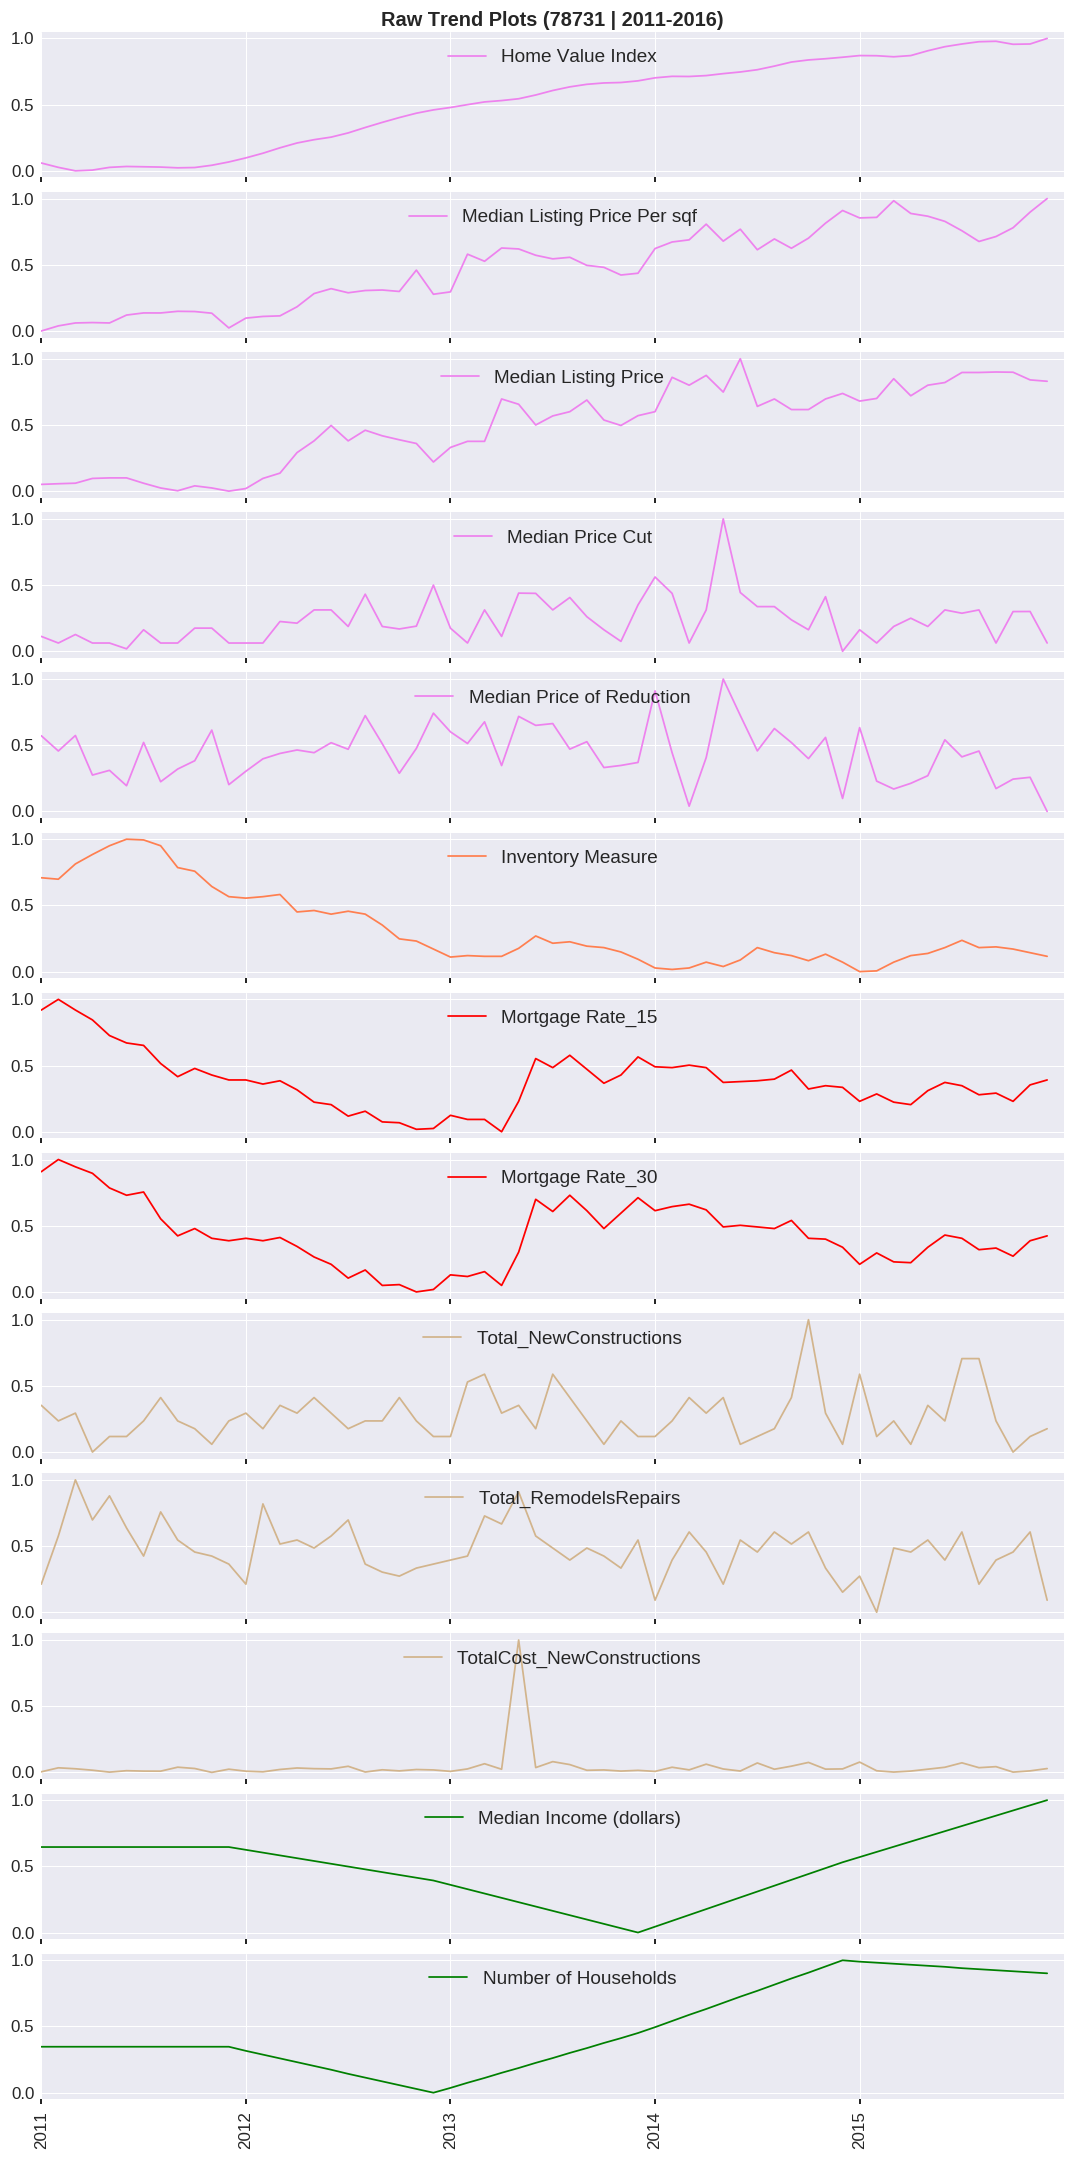 Raw Trend Plots (78731 | 2011-2016)
1.0
Home Value Index
0.5
0.0
1.0
Median Listing Price Per sqf
0.5
0.0
1.0
Median Listing Price
0.5
0.0
1.0
Median Price Cut
0.5
0.0
1.0
Median Price of Reduction
0.5
0.0
1.0
Inventory Measure
0.5
0.0
1.0
Mortgage Rate_15
0.5
0.0
1.0
Mortgage Rate_30
0.5
0.0
1.0
Total_NewConstructions
0.5
0.0
1.0
Total_RemodelsRepairs
0.5
0.0
1.0
TotalCost_NewConstructions
0.5
0.0
1.0
Median Income (dollars)
0.5
0.0
1.0
Number of Households
0.5
0.0
2011 2012 2013 2014 2015